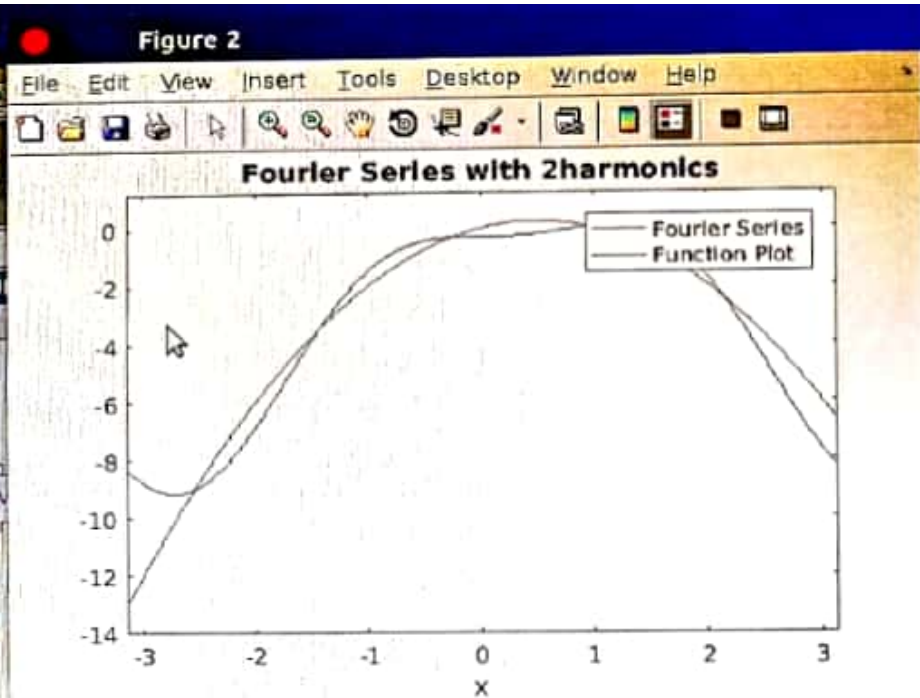 Figure 2
File Edit View Insert Tools Desktop Window Help
Fourier Series with 2harmonics
Fourier Series
Function Plot
0
-2
-4
-6
-8
-10
-12
-14
-3 -2 -1 0 1 2 3
x